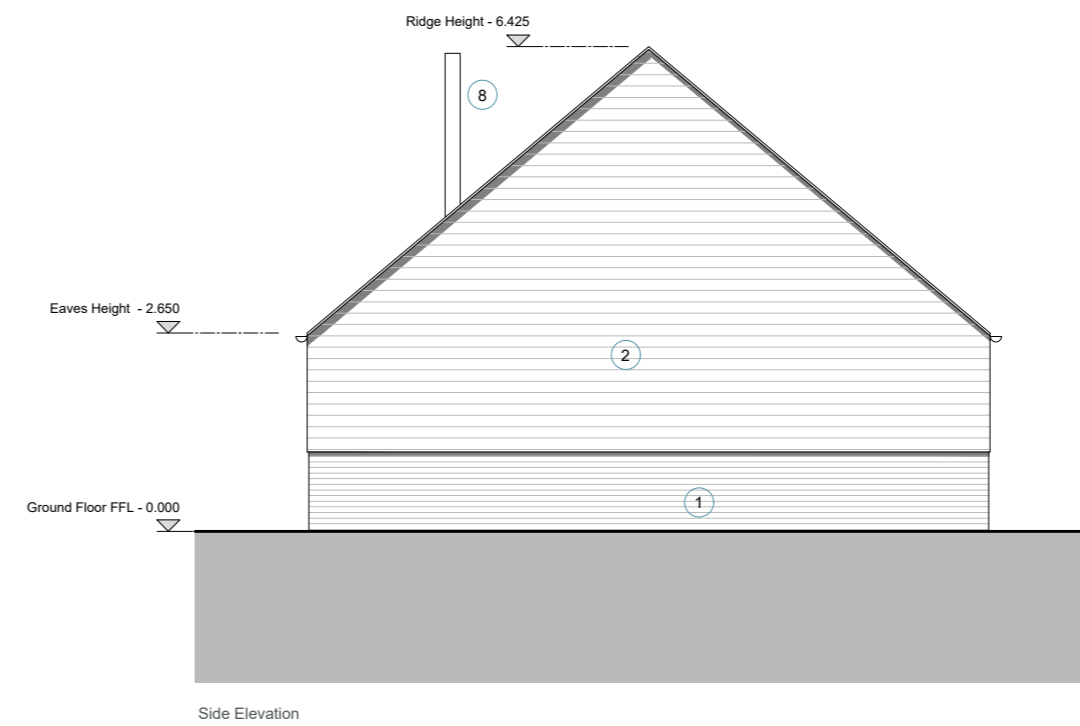 Ridge Height - 6.425
8
Eaves Height - 2.650
2
Ground Floor FFL - 0.000
1
Side Elevation